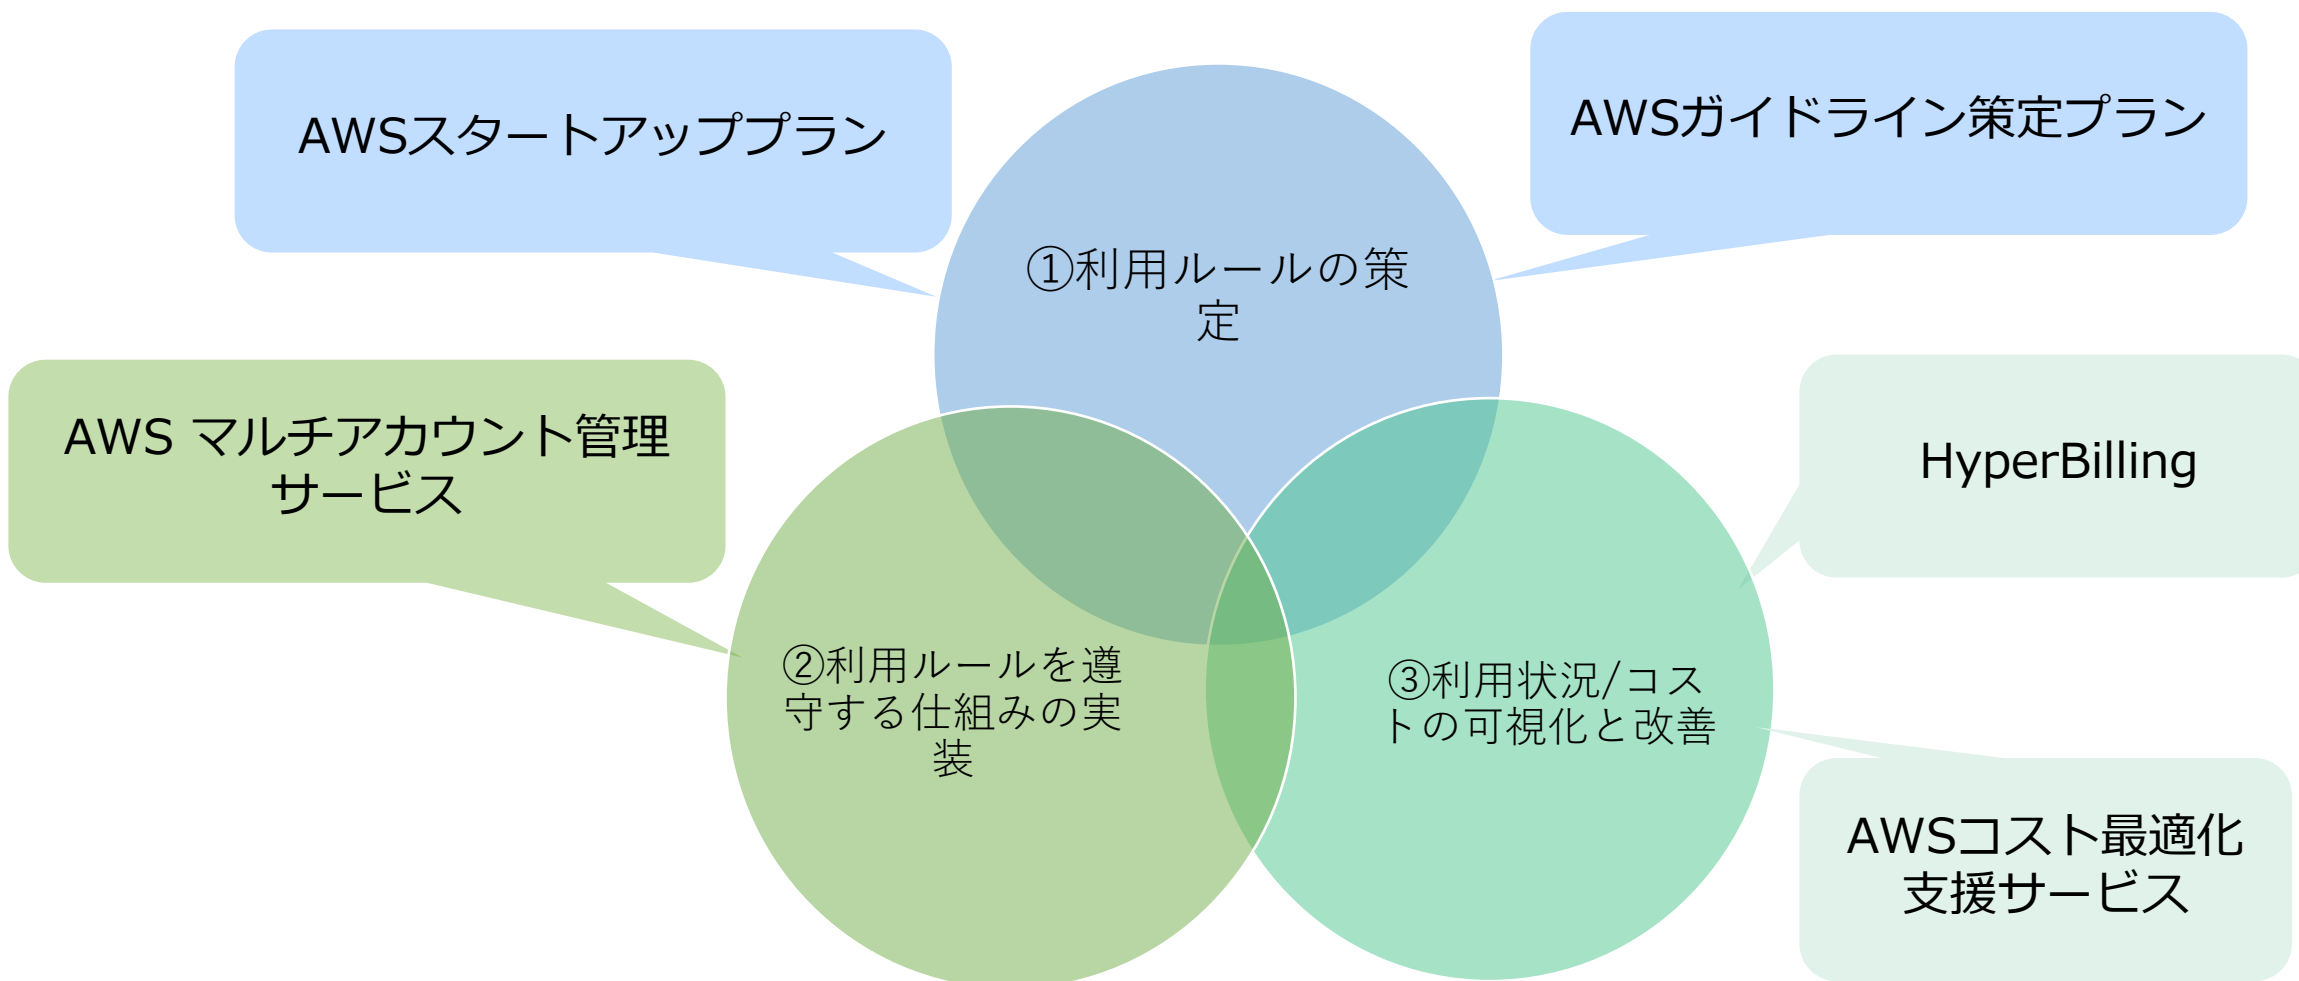 AWSスタートアッププラン
AWSガイドライン策定プラン
①利用ルールの策
定
AWS マルチアカウント管理
サービス
HyperBilling
②利用ルールを遵
守する仕組みの実
装
③利用状況/コス
トの可視化と改善
AWSコスト最適化
支援サービス